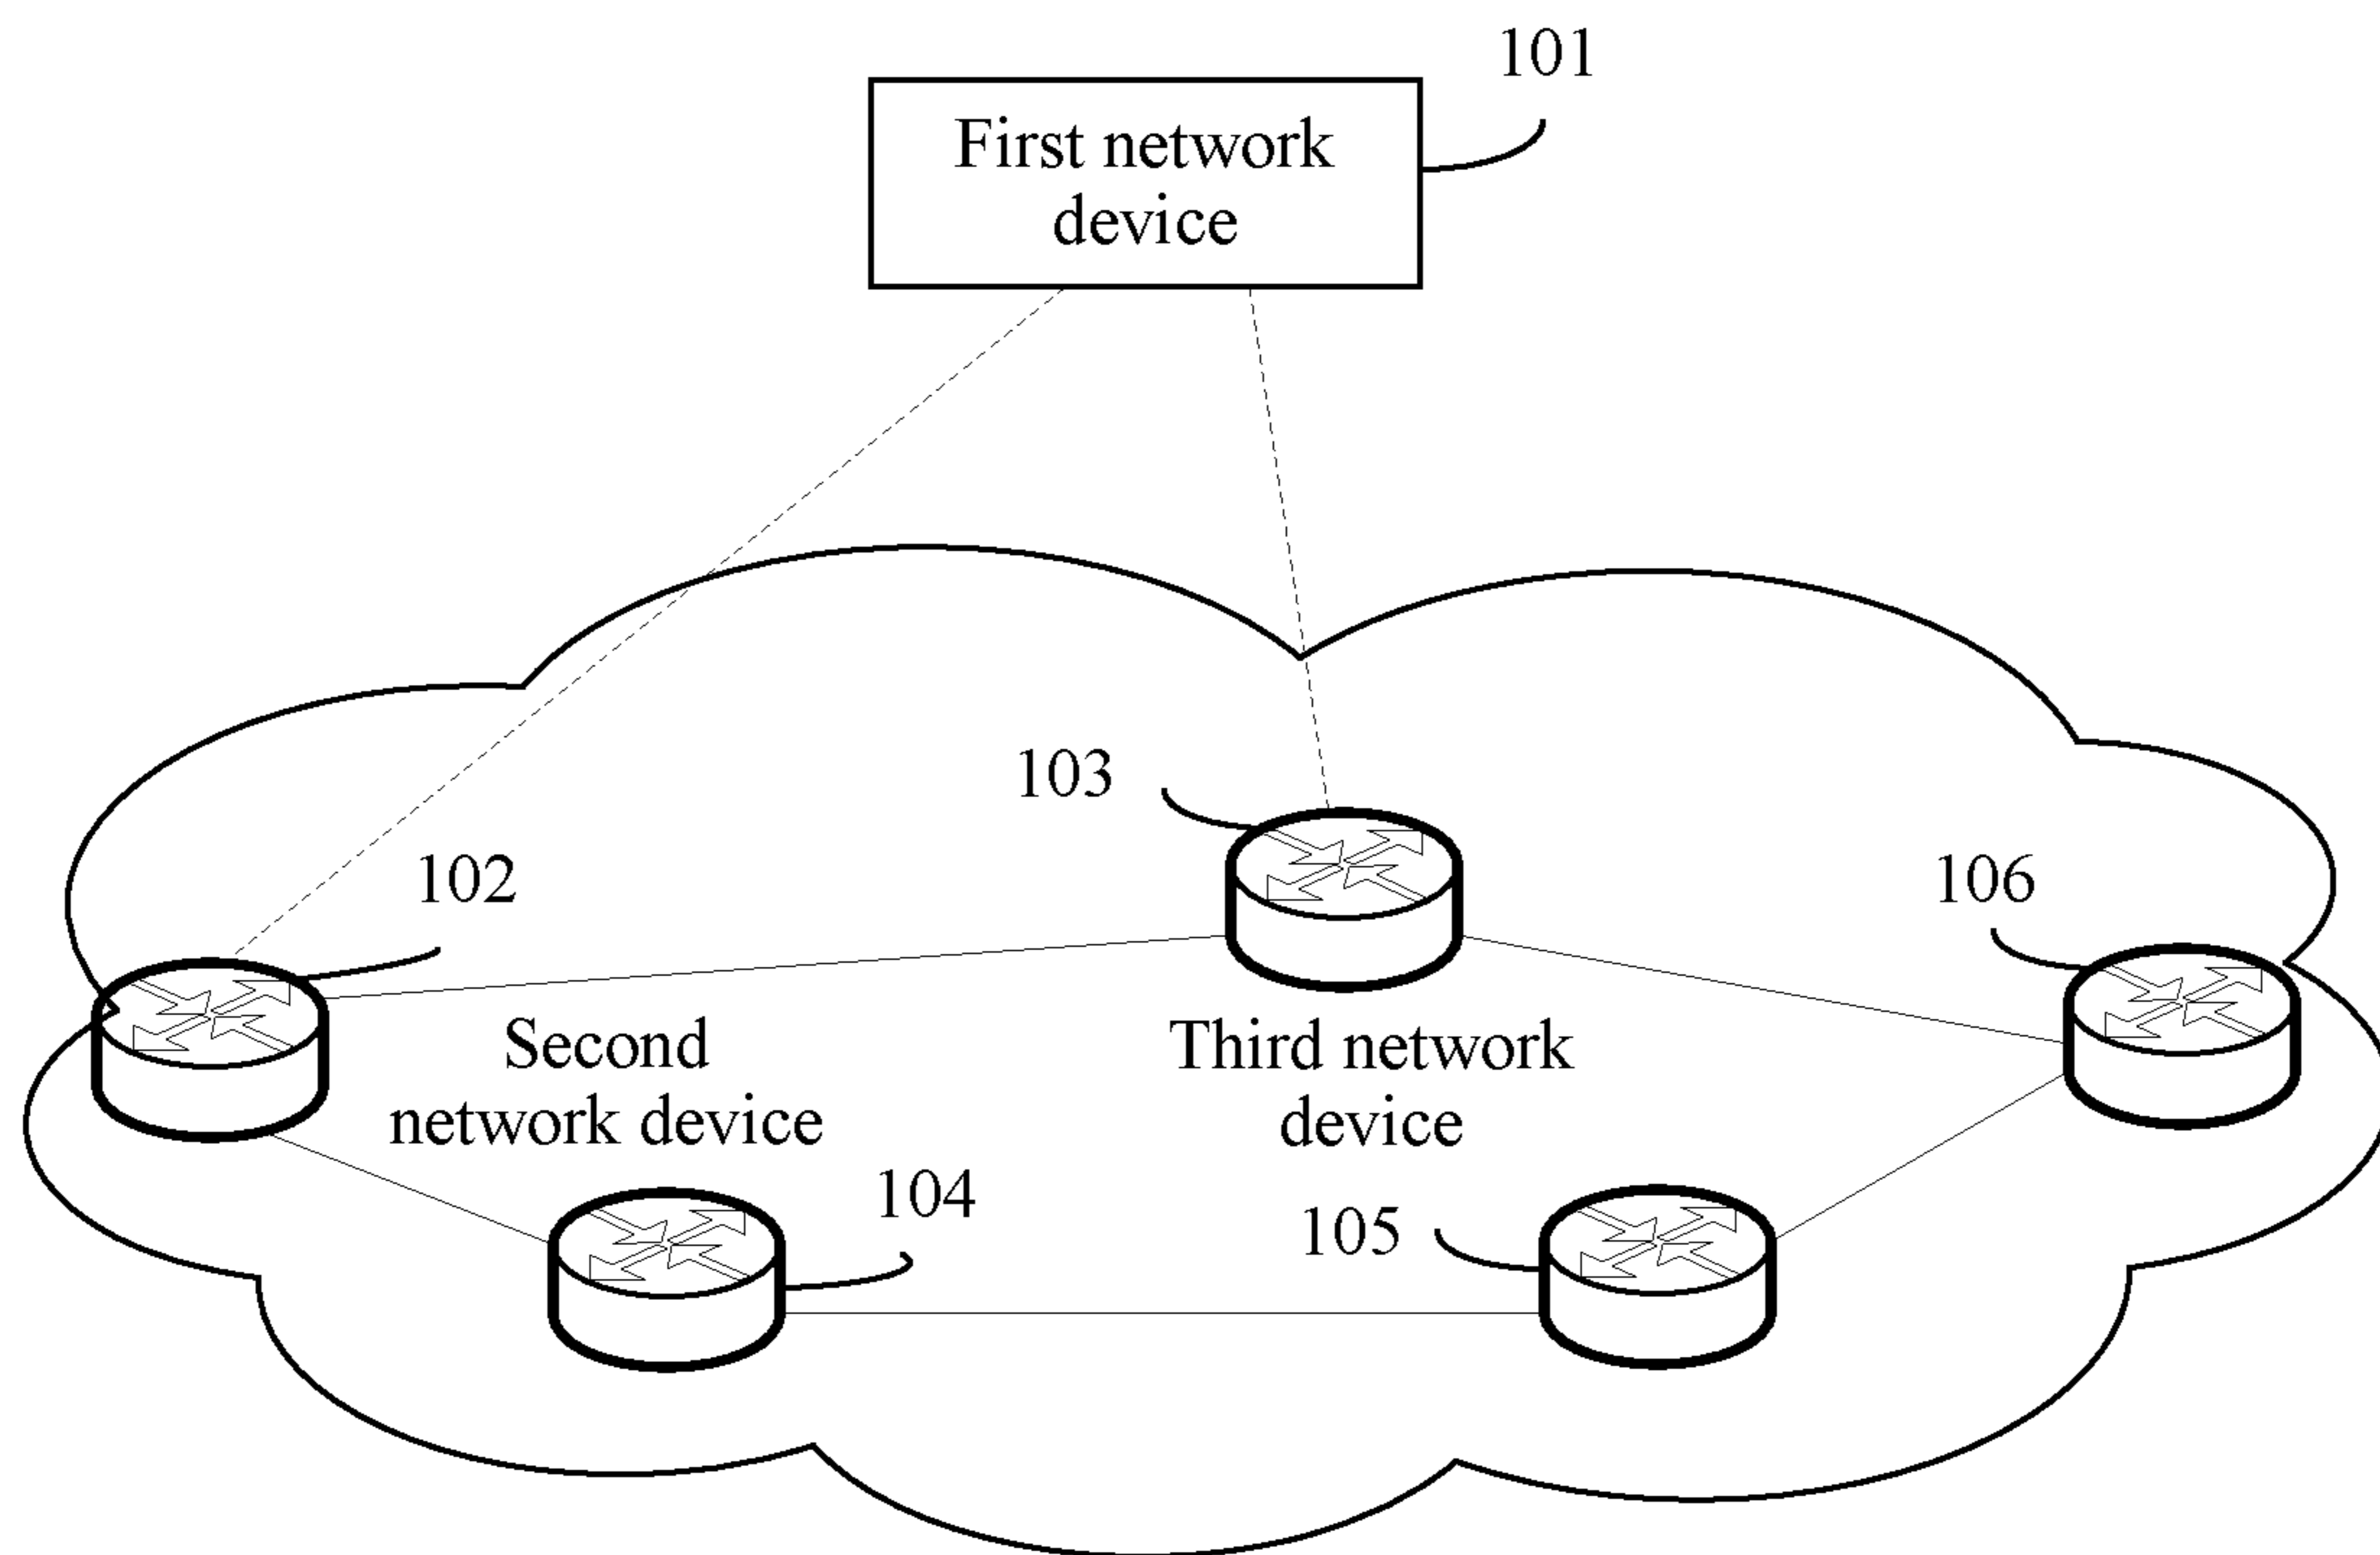 101
First network
device
103
102
106
Second
network device
Third network
device
104
105